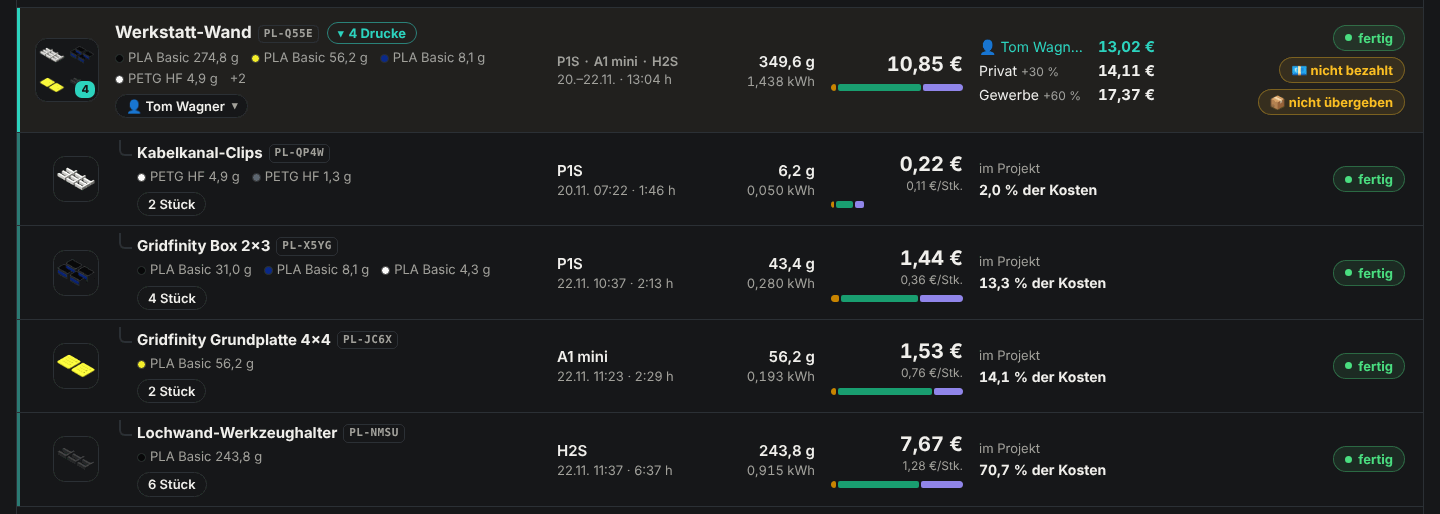 Werkstatt-Wand PL-Q55E ▾ 4 Drucke
PLA Basic 274,8 g PLA Basic 56,2 g PLA Basic 8,1 g
PETG HF 4,9 g +2
4
👤 Tom Wagner ▾
P1S · A1 mini · H2S
20.–22.11. · 13:04 h
349,6 g
1,438 kWh
10,85 €
👤 Tom Wagn… 13,02 €
Privat +30 % 14,11 €
Gewerbe +60 % 17,37 €
fertig
💶 nicht bezahlt
📦 nicht übergeben
Kabelkanal-Clips PL-QP4W
PETG HF 4,9 g PETG HF 1,3 g
2 Stück
P1S
20.11. 07:22 · 1:46 h
6,2 g
0,050 kWh
0,22 €
0,11 €/Stk.
im Projekt
2,0 % der Kosten
fertig
Gridfinity Box 2×3 PL-X5YG
PLA Basic 31,0 g PLA Basic 8,1 g PLA Basic 4,3 g
4 Stück
P1S
22.11. 10:37 · 2:13 h
43,4 g
0,280 kWh
1,44 €
0,36 €/Stk.
im Projekt
13,3 % der Kosten
fertig
Gridfinity Grundplatte 4×4 PL-JC6X
PLA Basic 56,2 g
2 Stück
A1 mini
22.11. 11:23 · 2:29 h
56,2 g
0,193 kWh
1,53 €
0,76 €/Stk.
im Projekt
14,1 % der Kosten
fertig
Lochwand-Werkzeughalter PL-NMSU
PLA Basic 243,8 g
6 Stück
H2S
22.11. 11:37 · 6:37 h
243,8 g
0,915 kWh
7,67 €
1,28 €/Stk.
im Projekt
70,7 % der Kosten
fertig